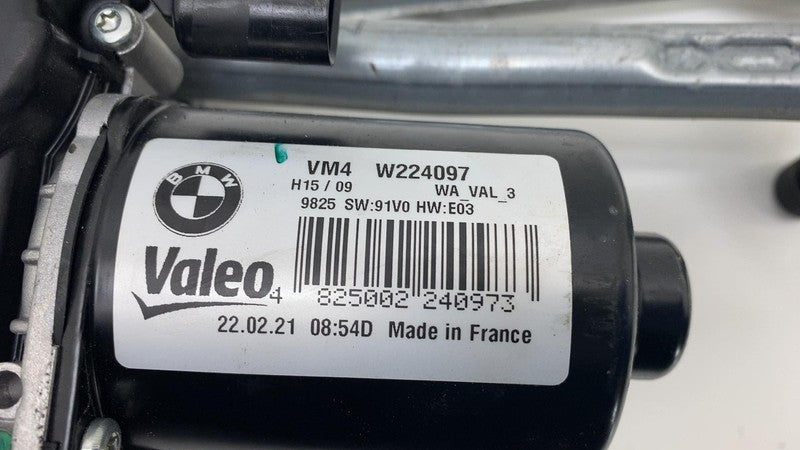 BMW
VM4 W224097
H15 / 09 WA_VAL_3
9825 SW:91V0 HW:E03
Valeo
4 825002 240973
22.02.21 08:54D Made in France